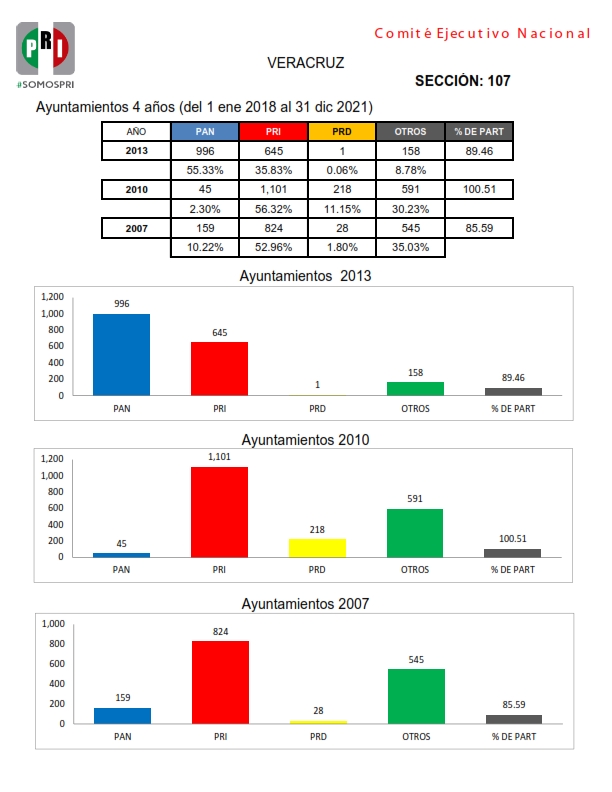 Comité Ejecutivo Nacional
PRI
#SOMOSPRI
VERACRUZ
SECCIÓN: 107
Ayuntamientos 4 años (del 1 ene 2018 al 31 dic 2021)
AÑO PAN PRI PRD OTROS % DE PART
2013 996 645 1 158 89.46
55.33% 35.83% 0.06% 8.78%
2010 45 1,101 218 591 100.51
2.30% 56.32% 11.15% 30.23%
2007 159 824 28 545 85.59
10.22% 52.96% 1.80% 35.03%
Ayuntamientos 2013
1,200
1,000
800
600
400
200
0
996 645 1 158 89.46
PAN PRI PRD OTROS % DE PART
Ayuntamientos 2010
1,200
1,000
800
600
400
200
0
45 1,101 218 591 100.51
PAN PRI PRD OTROS % DE PART
Ayuntamientos 2007
1,000
800
600
400
200
0
159 824 28 545 85.59
PAN PRI PRD OTROS % DE PART